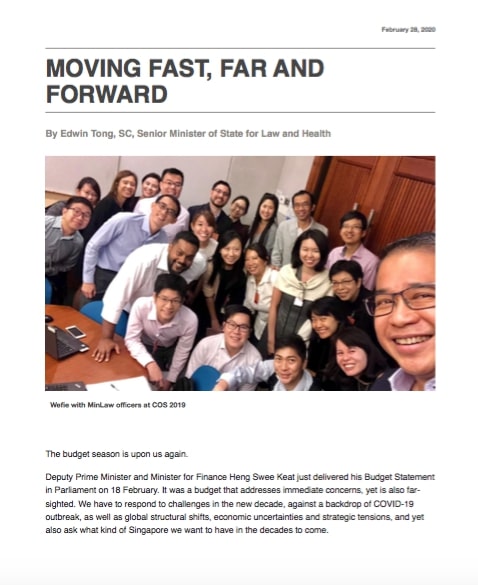 February 28, 2020
MOVING FAST, FAR AND
FORWARD
By Edwin Tong, SC, Senior Minister of State for Law and Health
Wefie with MinLaw officers at COS 2019
The budget season is upon us again.
Deputy Prime Minister and Minister for Finance Heng Swee Keat just delivered his Budget Statement
in Parliament on 18 February. It was a budget that addresses immediate concerns, yet is also far-
sighted. We have to respond to challenges in the new decade, against a backdrop of COVID-19
outbreak, as well as global structural shifts, economic uncertainties and strategic tensions, and yet
also ask what kind of Singapore we want to have in the decades to come.